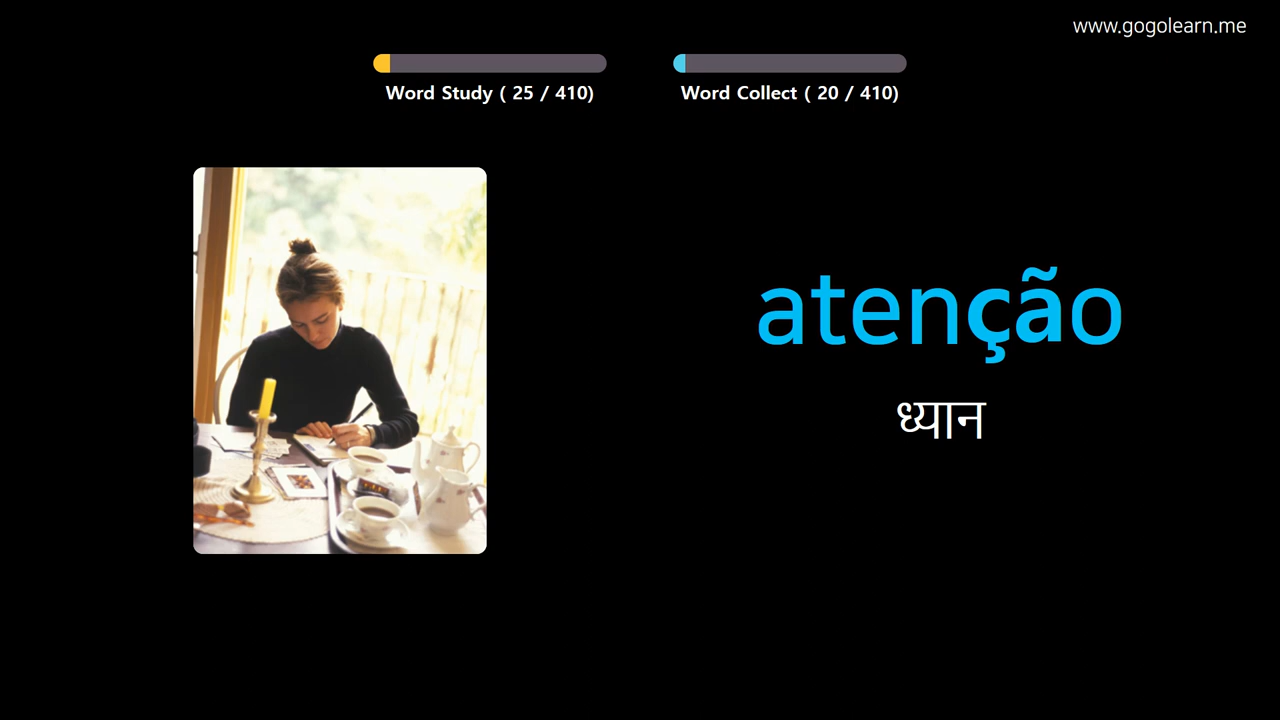 www.gogolearn.me
Word Study ( 25 / 410)
Word Collect ( 20 / 410)
atenção
ध्यान